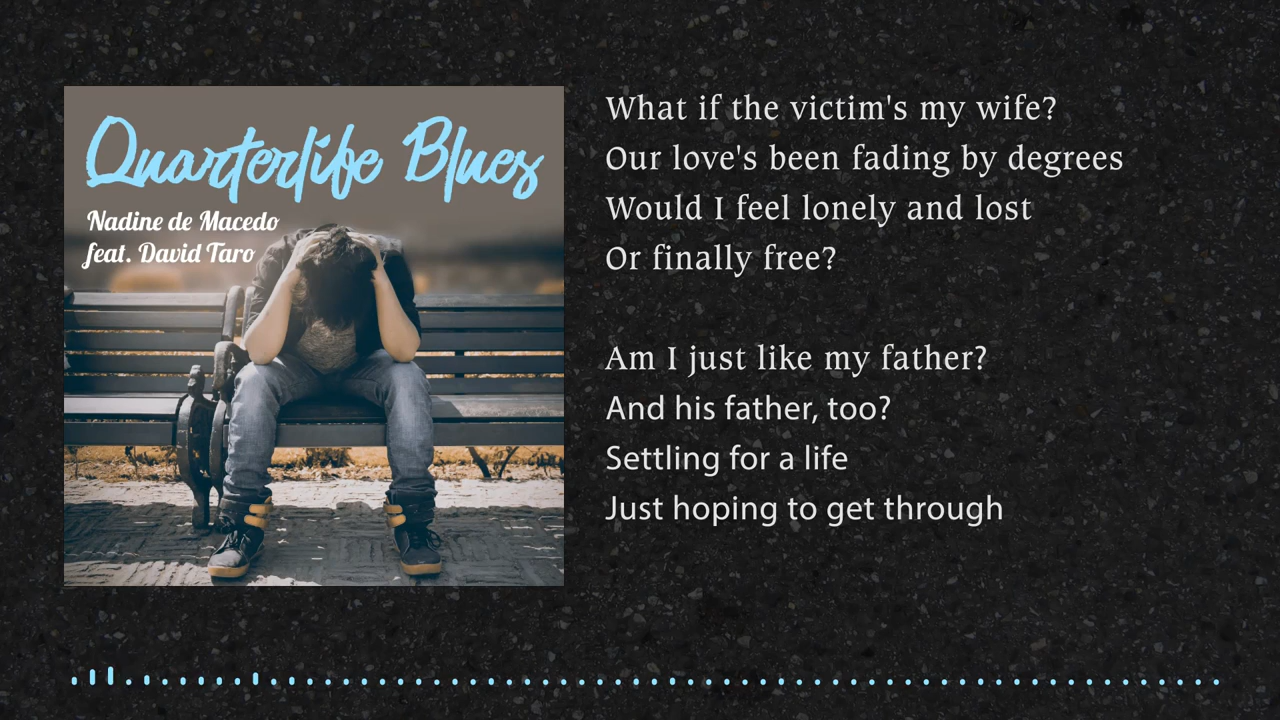 Quarterlife Blues
Nadine de Macedo
feat. David Taro
What if the victim's my wife?
Our love's been fading by degrees
Would I feel lonely and lost
Or finally free?
Am I just like my father?
And his father, too?
Settling for a life
Just hoping to get through